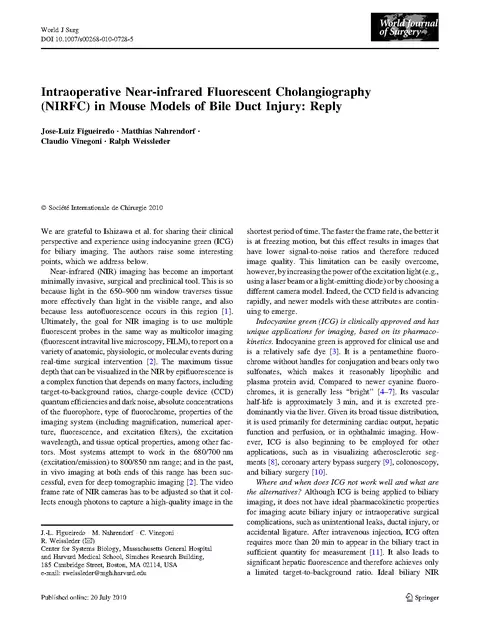 World J Surg
DOI 10.1007/s00268-010-0728-5
World Journal
of Surgery
Intraoperative Near-infrared Fluorescent Cholangiography
(NIRFC) in Mouse Models of Bile Duct Injury: Reply
Jose-Luiz Figueiredo · Matthias Nahrendorf ·
Claudio Vinegoni · Ralph Weissleder
© Société Internationale de Chirurgie 2010
We are grateful to Ishizawa et al. for sharing their clinical
perspective and experience using indocyanine green (ICG)
for biliary imaging. The authors raise some interesting
points, which we address below.
Near-infrared (NIR) imaging has become an important
minimally invasive, surgical and preclinical tool. This is so
because light in the 650–900 nm window traverses tissue
more effectively than light in the visible range, and also
because less autofluorescence occurs in this region [1].
Ultimately, the goal for NIR imaging is to use multiple
fluorescent probes in the same way as multicolor imaging
(fluorescent intravital live microscopy, FILM), to report on a
variety of anatomic, physiologic, or molecular events during
real-time surgical intervention [2]. The maximum tissue
depth that can be visualized in the NIR by epifluorescence is
a complex function that depends on many factors, including
target-to-background ratios, charge-couple device (CCD)
quantum efficiencies and dark noise, absolute concentrations
of the fluorophore, type of fluorochrome, properties of the
imaging system (including magnification, numerical aper-
ture, fluorescence, and excitation filters), the excitation
wavelength, and tissue optical properties, among other fac-
tors. Most systems attempt to work in the 680/700 nm
(excitation/emission) to 800/850 nm range; and in the past,
in vivo imaging at both ends of this range has been suc-
cessful, even for deep tomographic imaging [2]. The video
frame rate of NIR cameras has to be adjusted so that it col-
lects enough photons to capture a high-quality image in the
J.-L. Figueiredo · M. Nahrendorf · C. Vinegoni
R. Weissleder (✉)
Center for Systems Biology, Massachusetts General Hospital
and Harvard Medical School, Simches Research Building,
185 Cambridge Street, Boston, MA 02114, USA
e-mail: rweissleder@mgh.harvard.edu
shortest period of time. The faster the frame rate, the better it
is at freezing motion, but this effect results in images that
have lower signal-to-noise ratios and therefore reduced
image quality. This limitation can be easily overcome,
however, by increasing the power of the excitation light (e.g.,
using a laser beam or a light-emitting diode) or by choosing a
different camera model. Indeed, the CCD field is advancing
rapidly, and newer models with these attributes are contin-
uing to emerge.
Indocyanine green (ICG) is clinically approved and has
unique applications for imaging, based on its pharmaco-
kinetics. Indocyanine green is approved for clinical use and
is a relatively safe dye [3]. It is a pentamethine fluoro-
chrome without handles for conjugation and bears only two
sulfonates, which makes it reasonably lipophilic and
plasma protein avid. Compared to newer cyanine fluoro-
chromes, it is generally less “bright” [4–7]. Its vascular
half-life is approximately 3 min, and it is excreted pre-
dominantly via the liver. Given its broad tissue distribution,
it is used primarily for determining cardiac output, hepatic
function and perfusion, or in ophthalmic imaging. How-
ever, ICG is also beginning to be employed for other
applications, such as in visualizing atherosclerotic seg-
ments [8], coronary artery bypass surgery [9], colonoscopy,
and biliary surgery [10].
Where and when does ICG not work well and what are
the alternatives? Although ICG is being applied to biliary
imaging, it does not have ideal pharmacokinetic properties
for imaging acute biliary injury or intraoperative surgical
complications, such as unintentional leaks, ductal injury, or
accidental ligature. After intravenous injection, ICG often
requires more than 20 min to appear in the biliary tract in
sufficient quantity for measurement [11]. It also leads to
significant hepatic fluorescence and therefore achieves only
a limited target-to-background ratio. Ideal biliary NIR
Published online: 20 July 2010
Springer